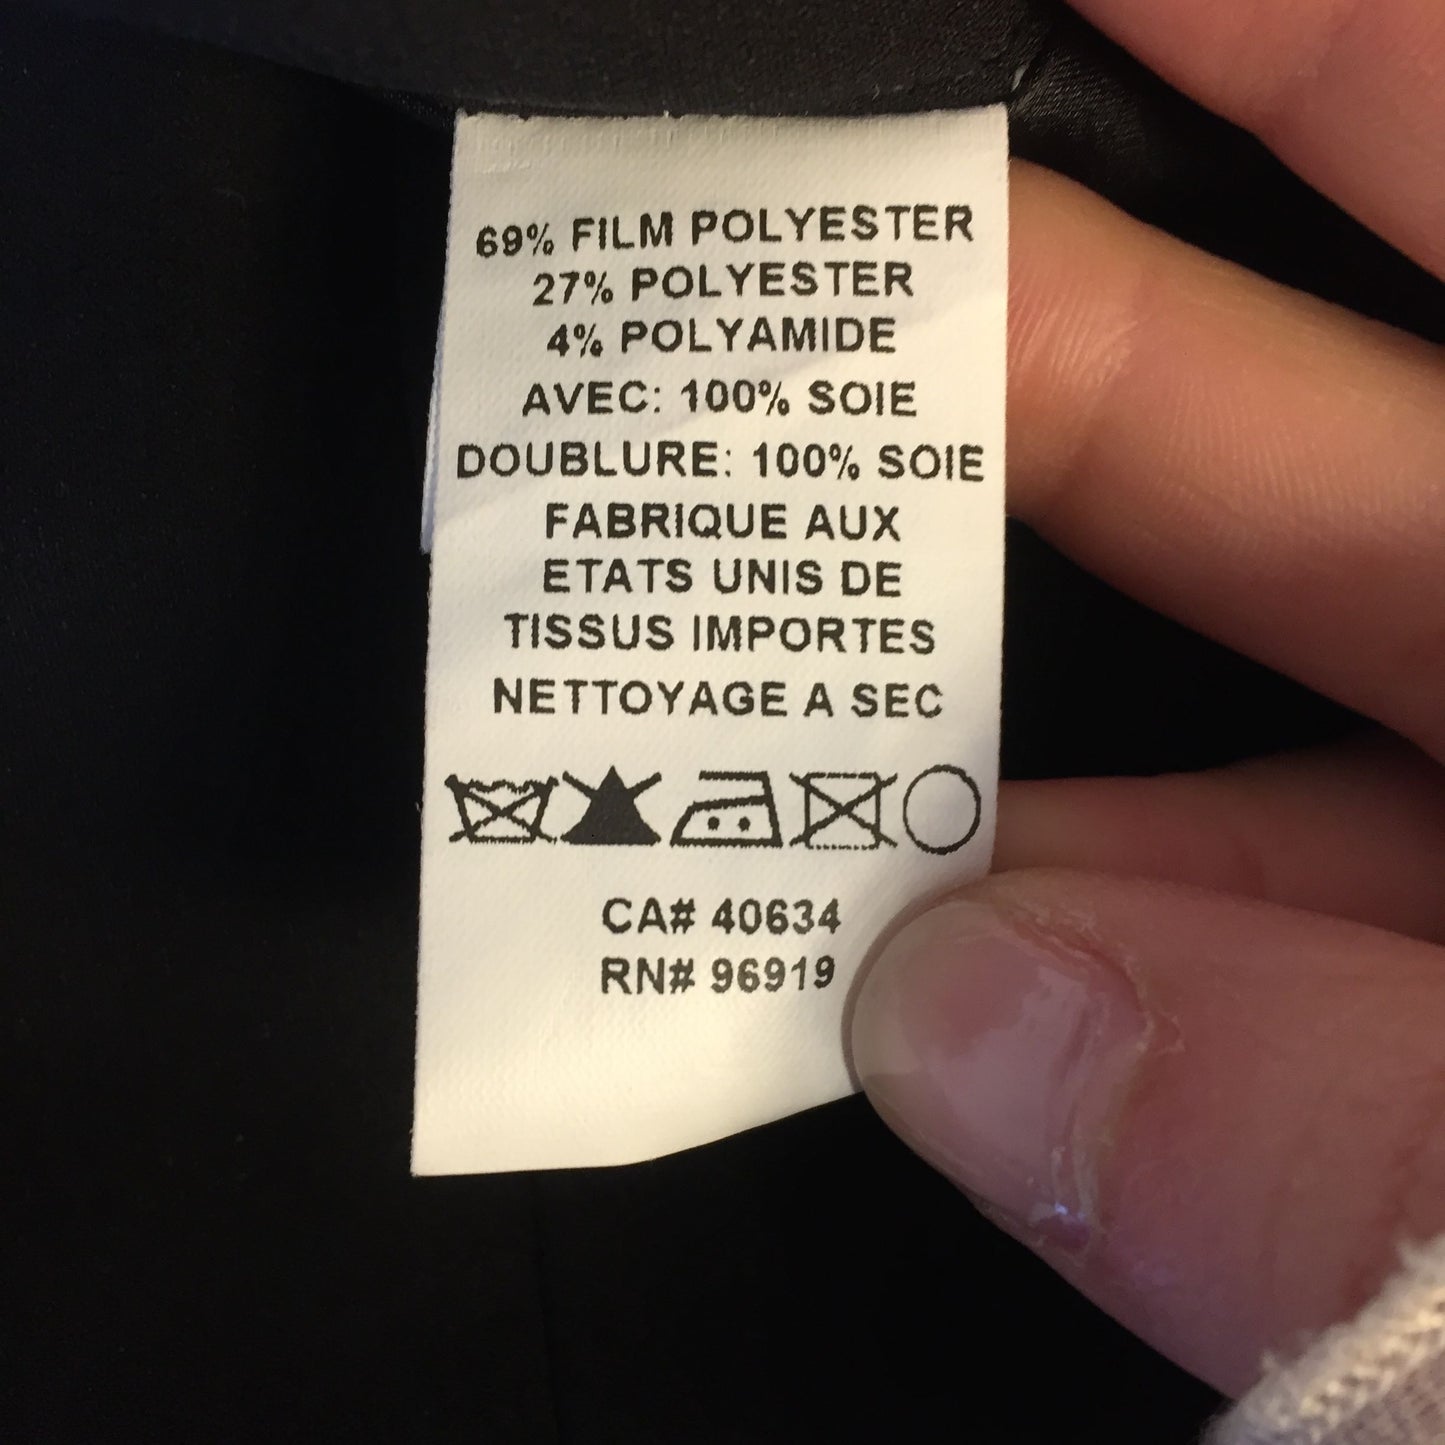 69% FILM POLYESTER
27% POLYESTER
4% POLYAMIDE
AVEC: 100% SOIE
DOUBLURE: 100% SOIE
FABRIQUE AUX
ETATS UNIS DE
TISSUS IMPORTES
NETTOYAGE A SEC
CA# 40634
RN# 96919